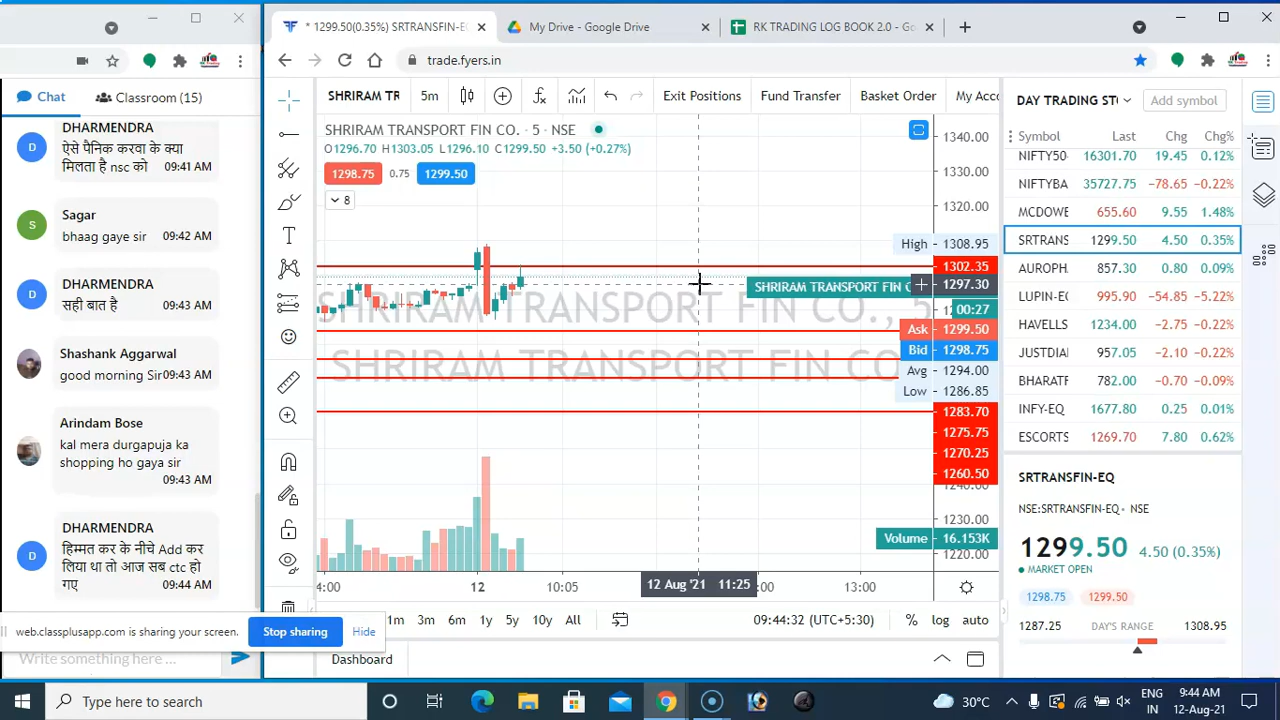 * 1299.50(0.35%) SRTRANSFIN-EQ
My Drive - Google Drive
RK TRADING LOG BOOK 2.0 - Go
trade.fyers.in
Chat
Classroom (15)
DHARMENDRA
D
ऐसे पैनिक करवा के क्या
मिलता है nsc को
09:41 AM
Sagar
S
bhaag gaye sir
09:42 AM
DHARMENDRA
D
सही बात है
09:43 AM
Shashank Aggarwal
good morning Sir
09:43 AM
Arindam Bose
kal mera durgapuja ka
shopping ho gaya sir
09:43 AM
DHARMENDRA
D
हिम्मत कर के नीचे Add कर
लिया था तो आज सब ctc हो
गए
09:44 AM
web.classplusapp.com is sharing your screen.
Stop sharing
Hide
Write something here ...
SHRIRAM TR
5m
Exit Positions
Fund Transfer
Basket Order
My Acco
SHRIRAM TRANSPORT FIN CO. · 5 · NSE
O1296.70 H1303.05 L1296.10 C1299.50 +3.50 (+0.27%)
1298.75
0.75
1299.50
8
SHRIRAM TRANSPORT FIN CO., 5
SHRIRAM TRANSPORT FIN CO
SHRIRAM TRANSPORT FIN C
1340.00
1330.00
1320.00
High
1308.95
1302.35
1297.30
00:27
Ask
1299.50
Bid
1298.75
Avg
1294.00
Low
1286.85
1283.70
1275.75
1270.25
1260.50
1240.00
1230.00
Volume
16.153K
1220.00
12
10:05
12 Aug '21 11:25
13:00
1m
3m
6m
1y
5y
10y
All
09:44:32 (UTC+5:30)
%
log
auto
Dashboard
DAY TRADING STO
Add symbol
Symbol
Last
Chg
Chg%
NIFTY50 16301.70 19.45 0.12%
NIFTYBA 35727.75 −78.65 −0.22%
MCDOWE 655.60 9.55 1.48%
SRTRANS 1299.50 4.50 0.35%
AUROPH 857.30 0.80 0.09%
LUPIN-EQ 995.90 −54.85 −5.22%
HAVELLS 1234.00 −2.75 −0.22%
JUSTDIA 957.05 −2.10 −0.22%
BHARATF 782.00 −0.70 −0.09%
INFY-EQ 1677.80 0.25 0.01%
ESCORTS 1269.70 7.80 0.62%
SRTRANSFIN-EQ
NSE:SRTRANSFIN-EQ • NSE
1299.50 4.50 (0.35%)
MARKET OPEN
1298.75
1299.50
1287.25
DAY'S RANGE
1308.95
Type here to search
30°C
ENG
IN
9:44 AM
12-Aug-21